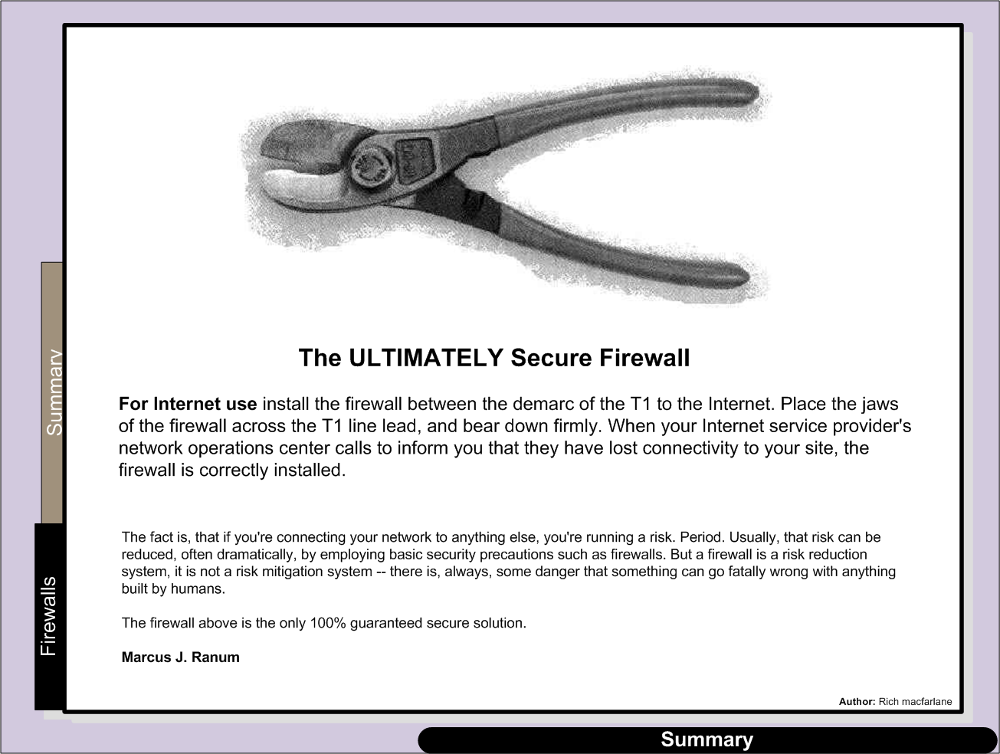 The ULTIMATELY Secure Firewall
For Internet use install the firewall between the demarc of the T1 to the Internet. Place the jaws
of the firewall across the T1 line lead, and bear down firmly. When your Internet service provider's
network operations center calls to inform you that they have lost connectivity to your site, the
firewall is correctly installed.
The fact is, that if you're connecting your network to anything else, you're running a risk. Period. Usually, that risk can be
reduced, often dramatically, by employing basic security precautions such as firewalls. But a firewall is a risk reduction
system, it is not a risk mitigation system -- there is, always, some danger that something can go fatally wrong with anything
built by humans.
The firewall above is the only 100% guaranteed secure solution.
Marcus J. Ranum
Author: Rich macfarlane
Summary
Firewalls
Summary